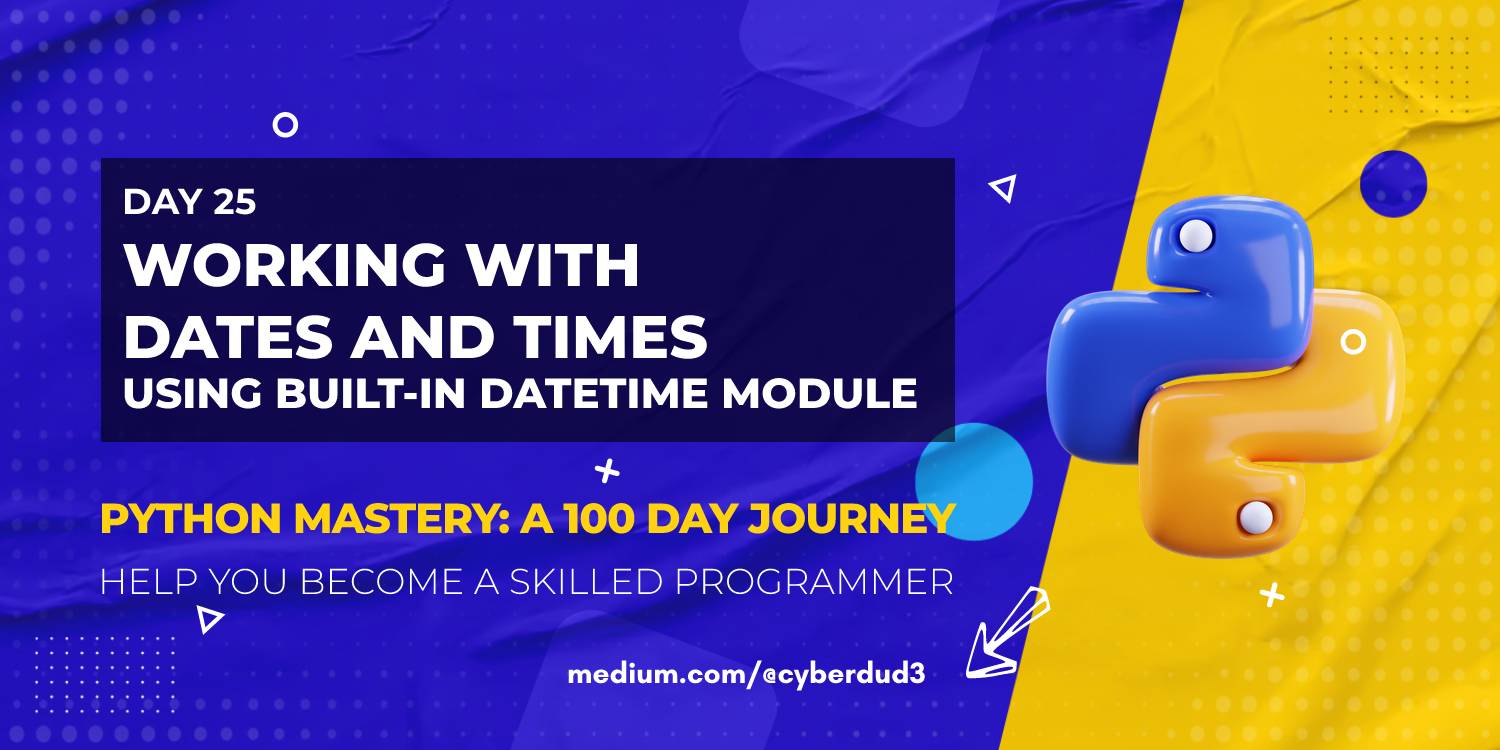 DAY 25
WORKING WITH
DATES AND TIMES
USING BUILT-IN DATETIME MODULE
PYTHON MASTERY: A 100 DAY JOURNEY
HELP YOU BECOME A SKILLED PROGRAMMER
medium.com/@cyberdud3